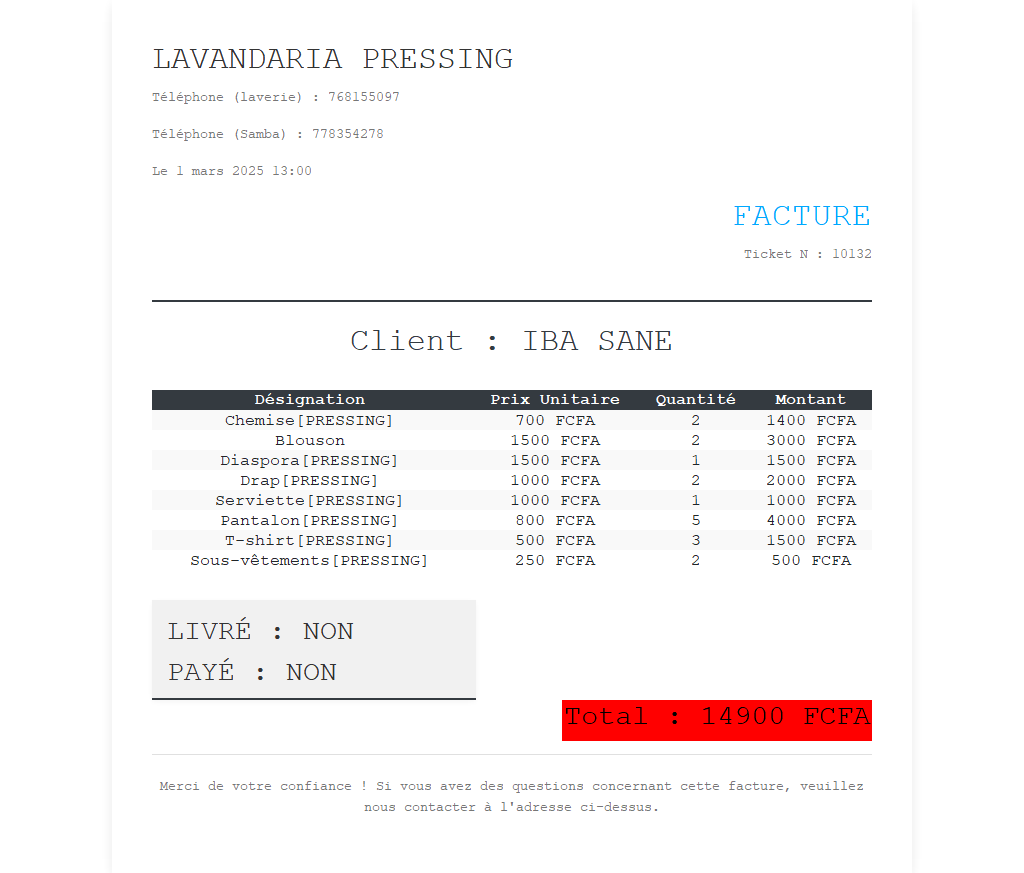 LAVANDARIA PRESSING
Téléphone (laverie) : 768155097
Téléphone (Samba) : 778354278
Le 1 mars 2025 13:00
FACTURE
Ticket N : 10132
Client : IBA SANE
Désignation Prix Unitaire Quantité Montant
Chemise[PRESSING] 700 FCFA 2 1400 FCFA
Blouson 1500 FCFA 2 3000 FCFA
Diaspora[PRESSING] 1500 FCFA 1 1500 FCFA
Drap[PRESSING] 1000 FCFA 2 2000 FCFA
Serviette[PRESSING] 1000 FCFA 1 1000 FCFA
Pantalon[PRESSING] 800 FCFA 5 4000 FCFA
T-shirt[PRESSING] 500 FCFA 3 1500 FCFA
Sous-vêtements[PRESSING] 250 FCFA 2 500 FCFA
LIVRÉ : NON
PAYÉ : NON
Total : 14900 FCFA
Merci de votre confiance ! Si vous avez des questions concernant cette facture, veuillez
nous contacter à l'adresse ci-dessus.